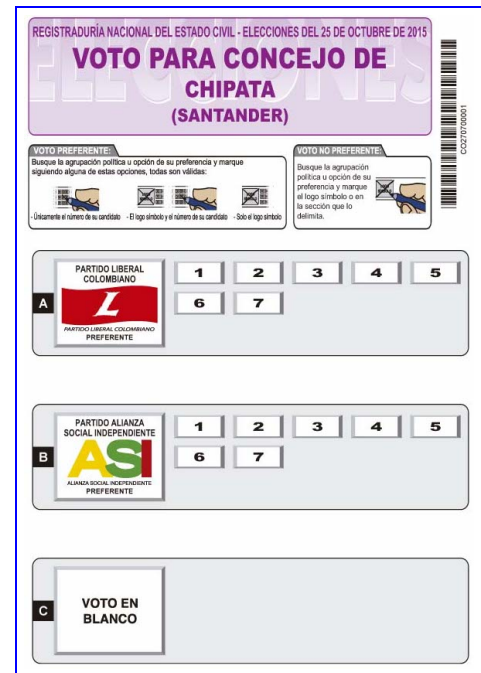 REGISTRADURÍA NACIONAL DEL ESTADO CIVIL - ELECCIONES DEL 25 DE OCTUBRE DE 2015
VOTO PARA CONCEJO DE
CHIPATA
(SANTANDER)
CO270700001
VOTO PREFERENTE:
Busque la agrupación política u opción de su preferencia y marque
siguiendo alguna de estas opciones, todas son válidas:
- Únicamente el número de su candidato - El logo símbolo y el número de su candidato - Solo el logo símbolo
VOTO NO PREFERENTE:
Busque la agrupación
política u opción de su
preferencia y marque
el logo símbolo o en
la sección que lo
delimita.
A
PARTIDO LIBERAL
COLOMBIANO
L
PARTIDO LIBERAL COLOMBIANO
PREFERENTE
1 2 3 4 5
6 7
B
PARTIDO ALIANZA
SOCIAL INDEPENDIENTE
ASI
ALIANZA SOCIAL INDEPENDIENTE
PREFERENTE
1 2 3 4 5
6 7
C
VOTO EN
BLANCO